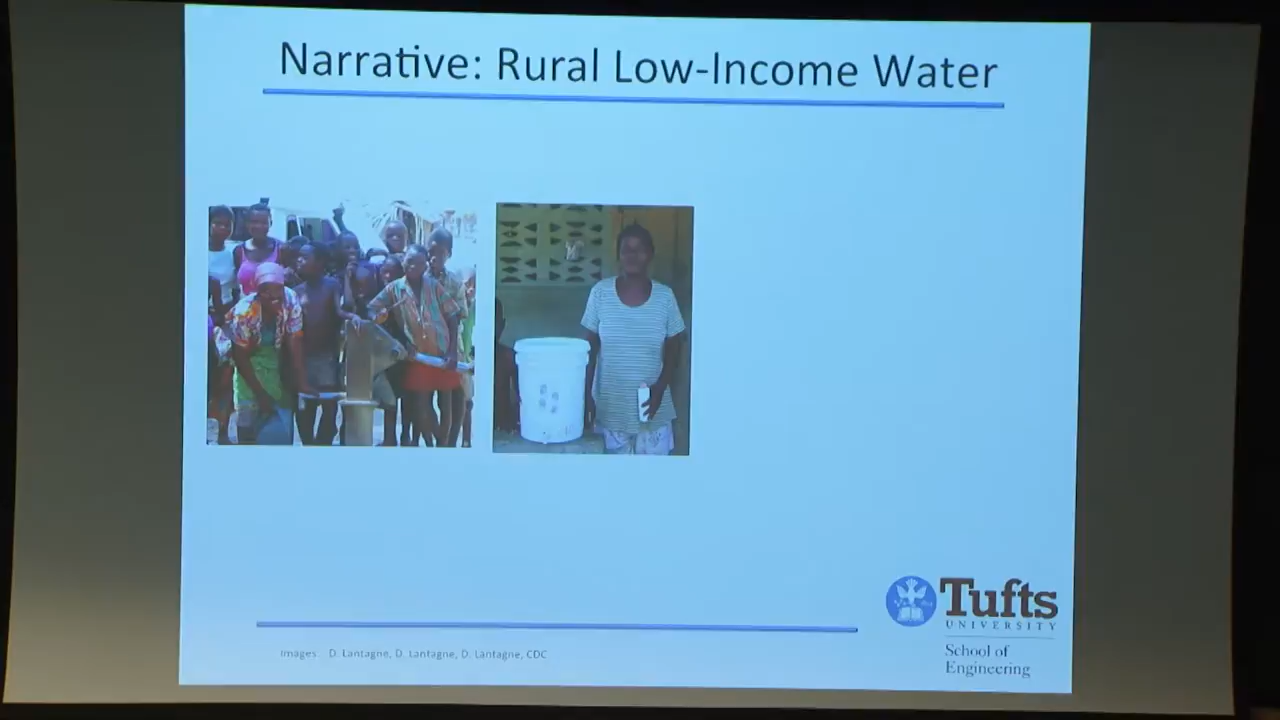 Narrative: Rural Low-Income Water
Images: D. Lantagne, D. Lantagne, D. Lantagne, CDC
Tufts
UNIVERSITY
School of
Engineering